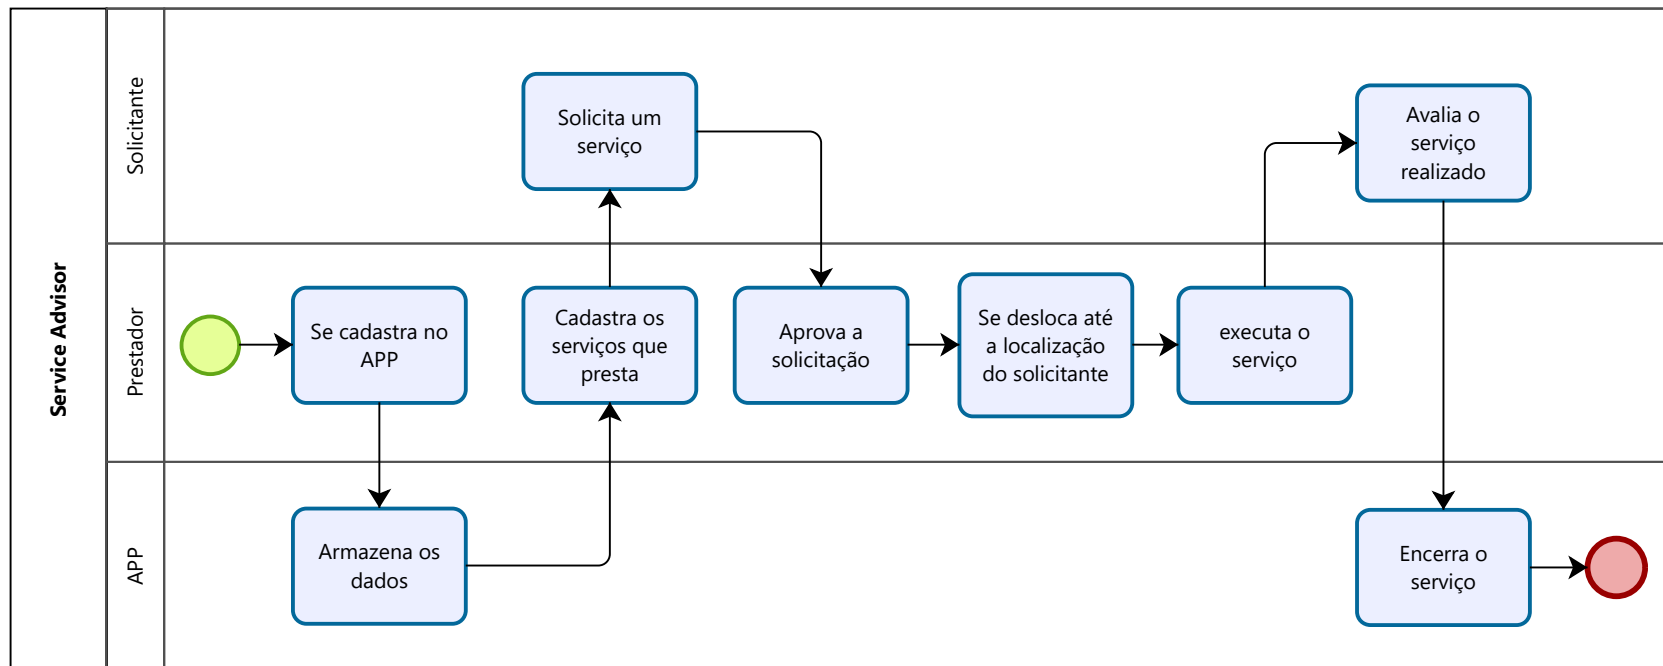 Service Advisor
Solicitante
Solicita um
serviço
Avalia o
serviço
realizado
Prestador
Se cadastra no
APP
Cadastra os
serviços que
presta
Aprova a
solicitação
Se desloca até
a localização
do solicitante
executa o
serviço
APP
Armazena os
dados
Encerra o
serviço